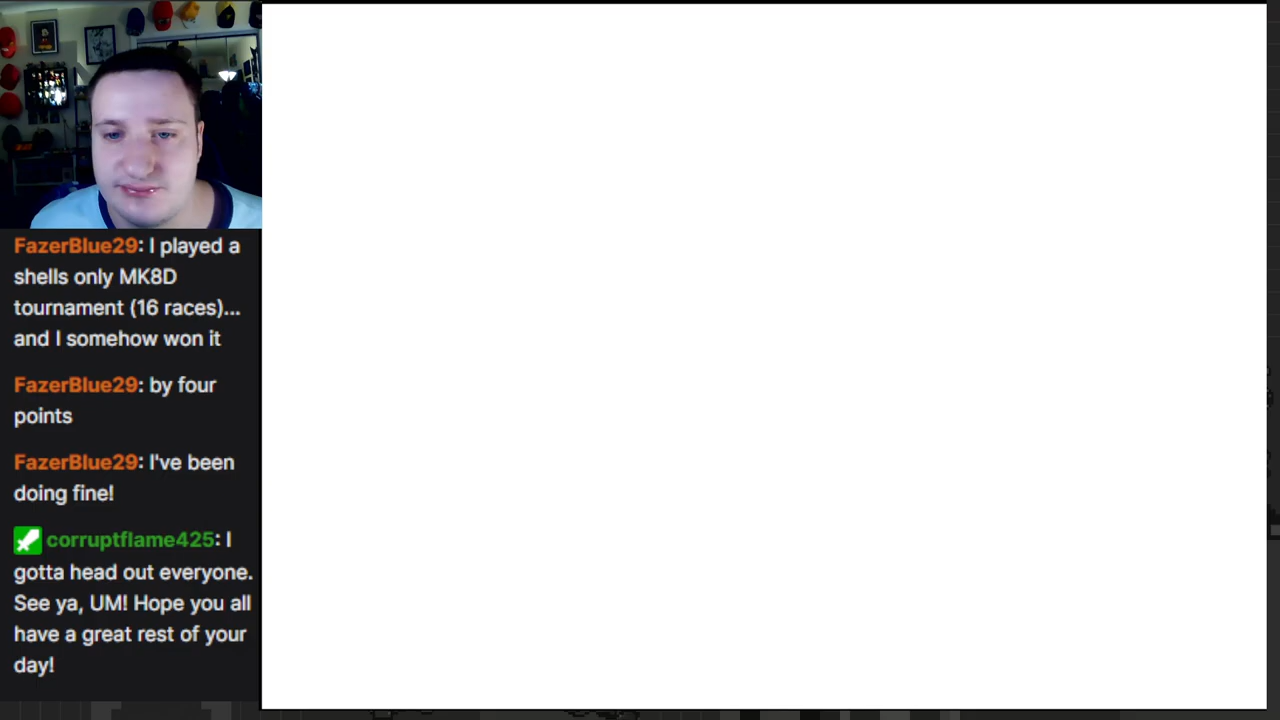 FazerBlue29: I played a
shells only MK8D
tournament (16 races)...
and I somehow won it
FazerBlue29: by four
points
FazerBlue29: I've been
doing fine!
corruptflame425: I
gotta head out everyone.
See ya, UM! Hope you all
have a great rest of your
day!